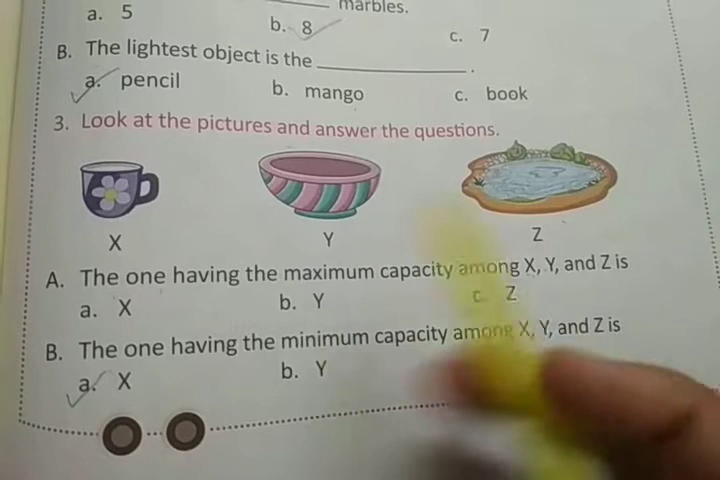 marbles.
a. 5 b. 8 c. 7
B. The lightest object is the ____________.
a. pencil b. mango c. book
3. Look at the pictures and answer the questions.
X Y Z
A. The one having the maximum capacity among X, Y, and Z is
a. X b. Y c. Z
B. The one having the minimum capacity among X, Y, and Z is
a. X b. Y